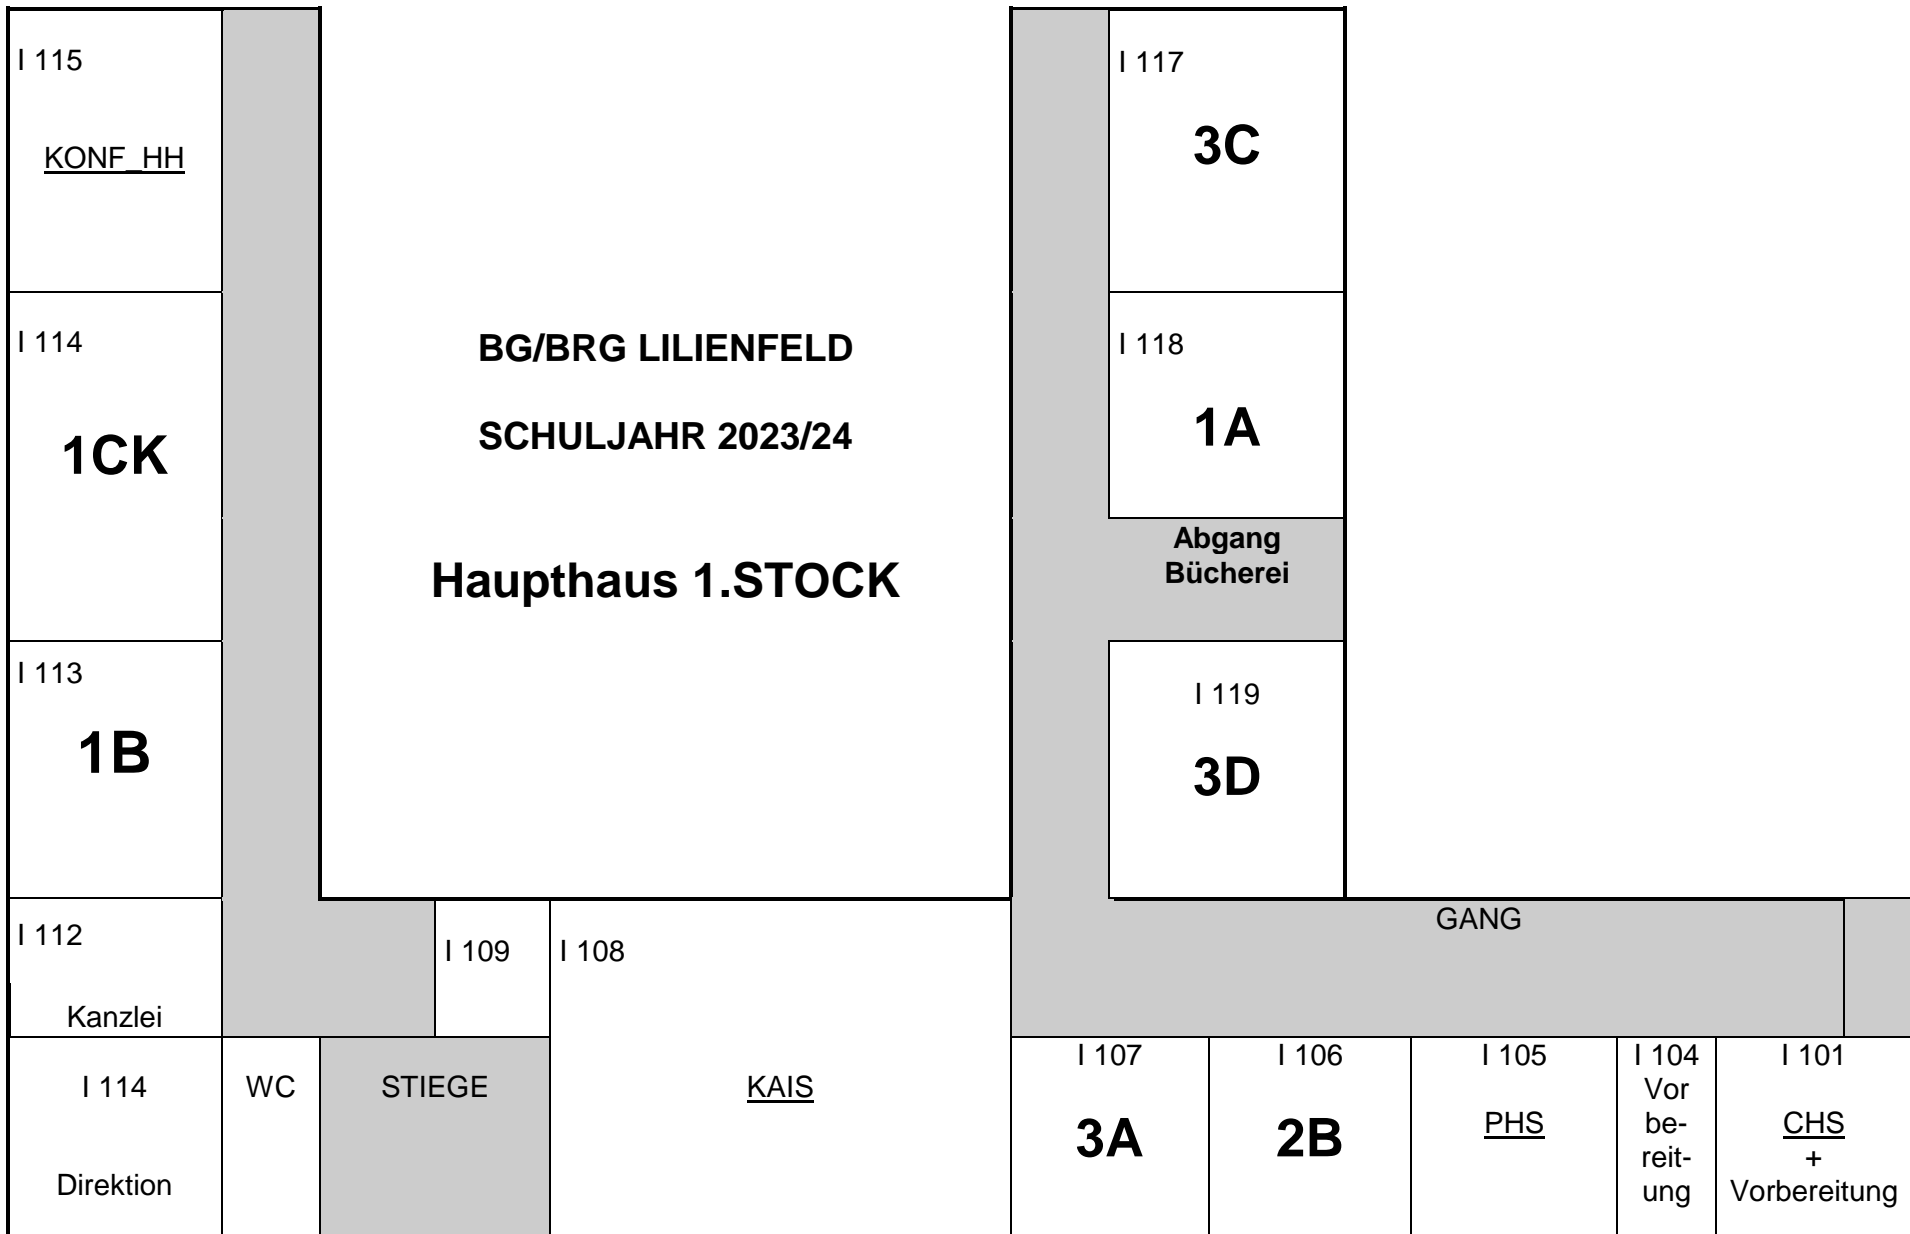 I 115
KONF_HH
I 114
1CK
I 113
1B
I 112
Kanzlei
I 114
Direktion
WC
STIEGE
I 109
I 108
KAIS
BG/BRG LILIENFELD
SCHULJAHR 2023/24
Haupthaus 1.STOCK
I 117
3C
I 118
1A
Abgang
Bücherei
I 119
3D
GANG
I 107
3A
I 106
2B
I 105
PHS
I 104
Vor
be-
reit-
ung
I 101
CHS
+
Vorbereitung